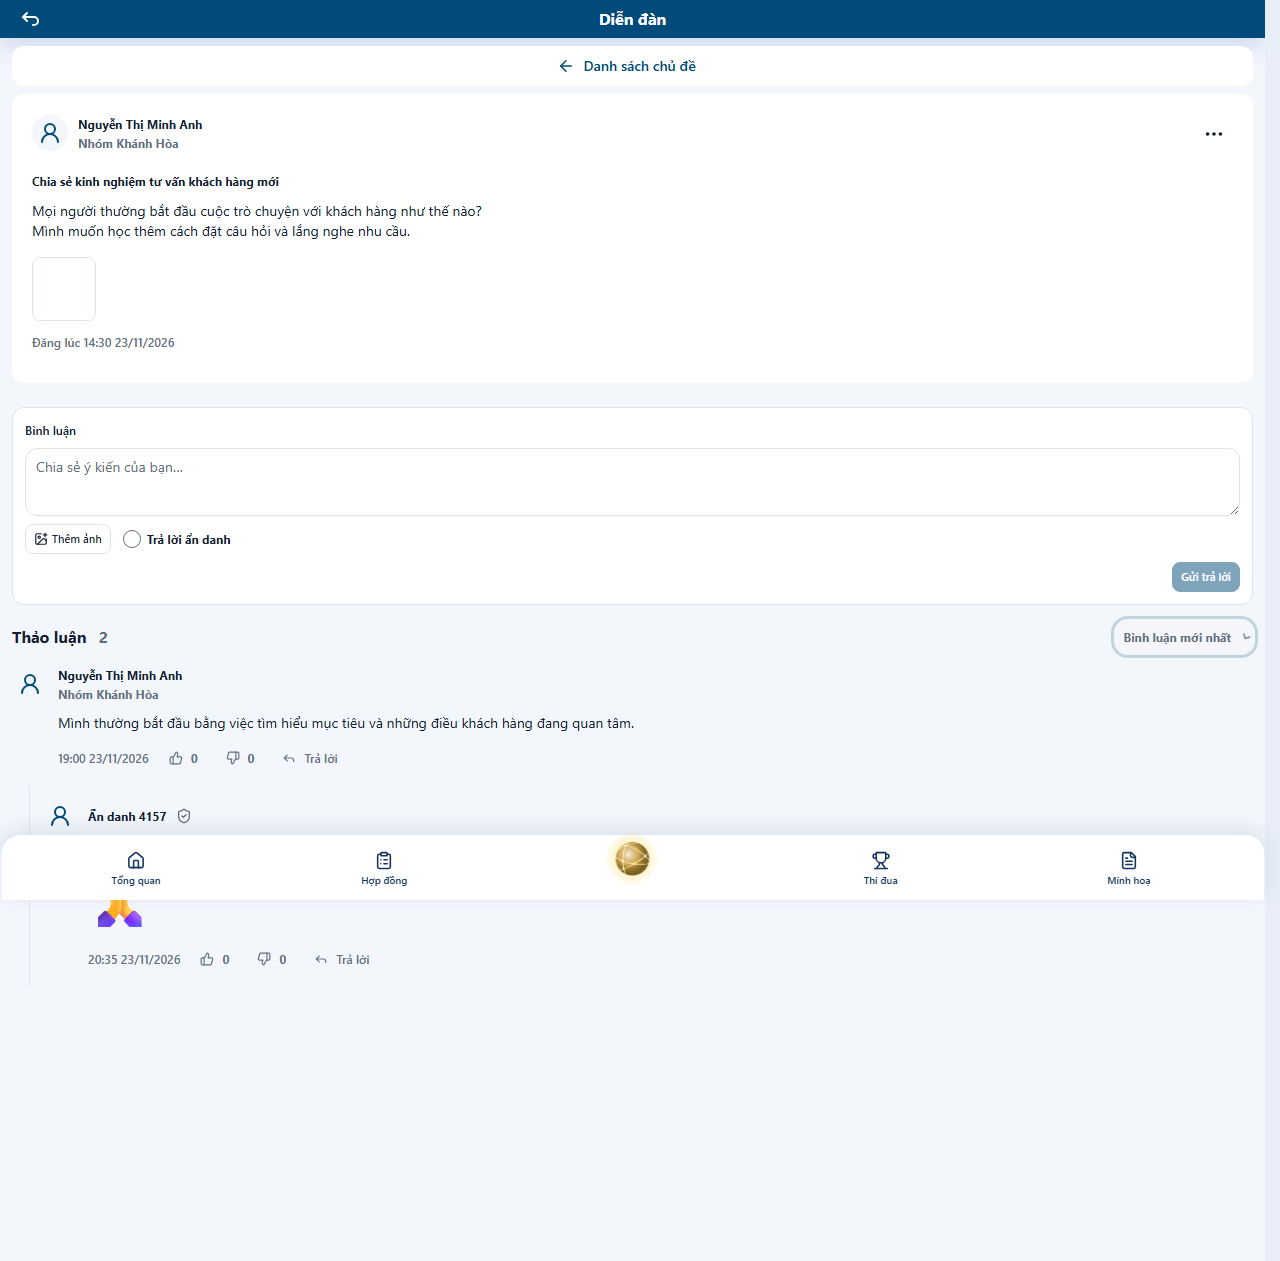 Diễn đàn
Danh sách chủ đề
Nguyễn Thị Minh Anh
Nhóm Khánh Hòa
Chia sẻ kinh nghiệm tư vấn khách hàng mới
Mọi người thường bắt đầu cuộc trò chuyện với khách hàng như thế nào?
Mình muốn học thêm cách đặt câu hỏi và lắng nghe nhu cầu.
Đăng lúc 14:30 23/11/2026
Bình luận
Chia sẻ ý kiến của bạn...
Thêm ảnh
Trả lời ẩn danh
Gửi trả lời
Thảo luận 2
Bình luận mới nhất
Nguyễn Thị Minh Anh
Nhóm Khánh Hòa
Mình thường bắt đầu bằng việc tìm hiểu mục tiêu và những điều khách hàng đang quan tâm.
19:00 23/11/2026 0 0 Trả lời
Ẩn danh 4157
Tổng quan
Hợp đồng
Thi đua
Minh hoạ
20:35 23/11/2026 0 0 Trả lời